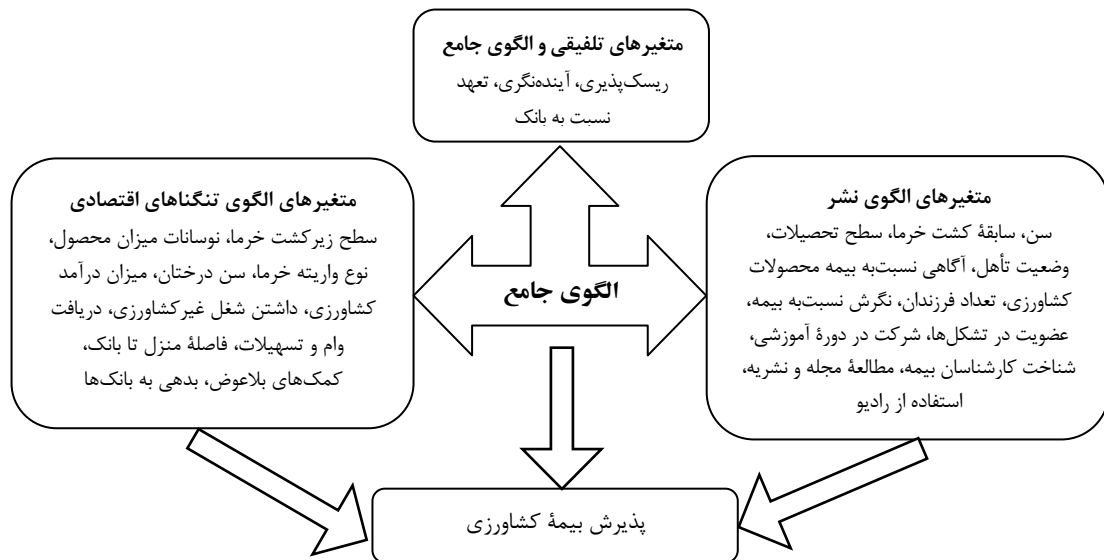 متغیرهای تلفیقی و الگوی جامع
ریسک‌پذیری، آینده‌نگری، تعهد
نسبت به بانک
متغیرهای الگوی نشر
سن، سابقهٔ کشت خرما، سطح تحصیلات،
وضعیت تأهل، آگاهی نسبت‌به بیمه محصولات
کشاورزی، تعداد فرزندان، نگرش نسبت‌به بیمه،
عضویت در تشکل‌ها، شرکت در دورهٔ آموزشی،
شناخت کارشناسان بیمه، مطالعهٔ مجله و نشریه،
استفاده از رادیو
الگوی جامع
متغیرهای الگوی تنگناهای اقتصادی
سطح زیرکشت خرما، نوسانات میزان محصول،
نوع واریته خرما، سن درختان، میزان درآمد
کشاورزی، داشتن شغل غیرکشاورزی، دریافت
وام و تسهیلات، فاصلهٔ منزل تا بانک،
کمک‌های بلاعوض، بدهی به بانک‌ها
پذیرش بیمهٔ کشاورزی